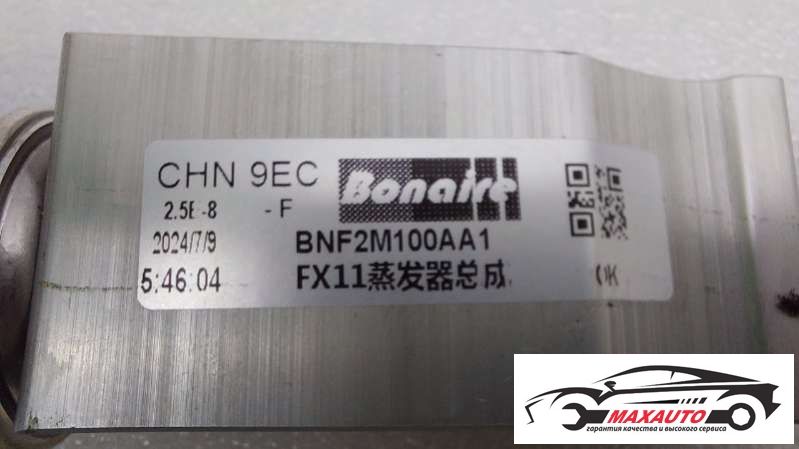 CHN 9EC
Bonaire
2.5E-8 -F
2024/7/9
BNF2M100AA1
5:46:04
FX11蒸发器总成
OK
MAXAUTO
гарантия качества и высокого сервиса